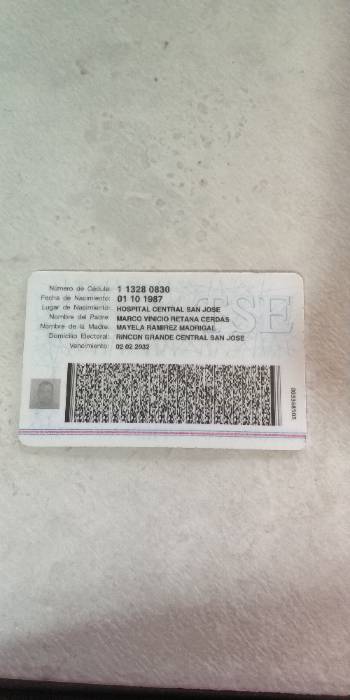 Número de Cédula: 1 1328 0830
Fecha de Nacimiento: 01 10 1987
Lugar de Nacimiento: HOSPITAL CENTRAL SAN JOSE
Nombre del Padre: MARCO VINICIO RETANA CERDAS
Nombre de la Madre: MAYELA RAMIREZ MADRIGAL
Domicilio Electoral: RINCON GRANDE CENTRAL SAN JOSE
Vencimiento: 02 02 2032
TSE